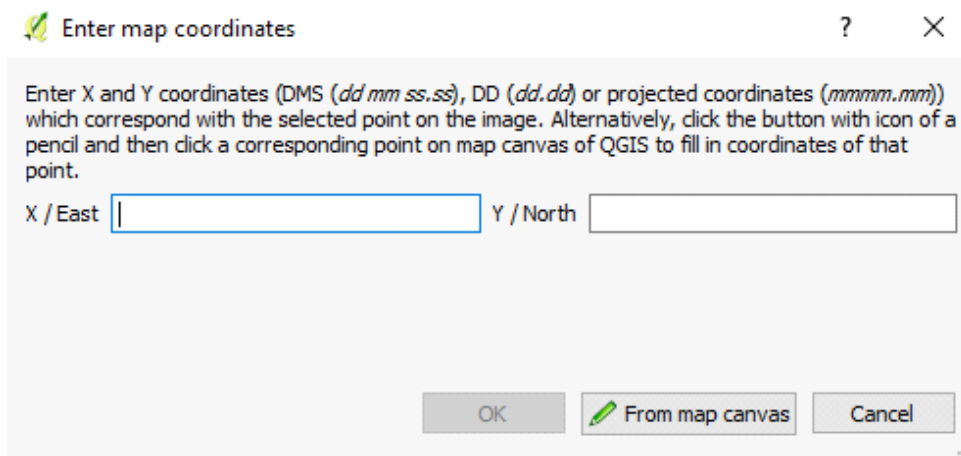 Enter map coordinates ? ×
Enter X and Y coordinates (DMS (dd mm ss.ss), DD (dd.dd) or projected coordinates (mmmm.mm))
which correspond with the selected point on the image. Alternatively, click the button with icon of a
pencil and then click a corresponding point on map canvas of QGIS to fill in coordinates of that
point.
X / East Y / North
OK From map canvas Cancel